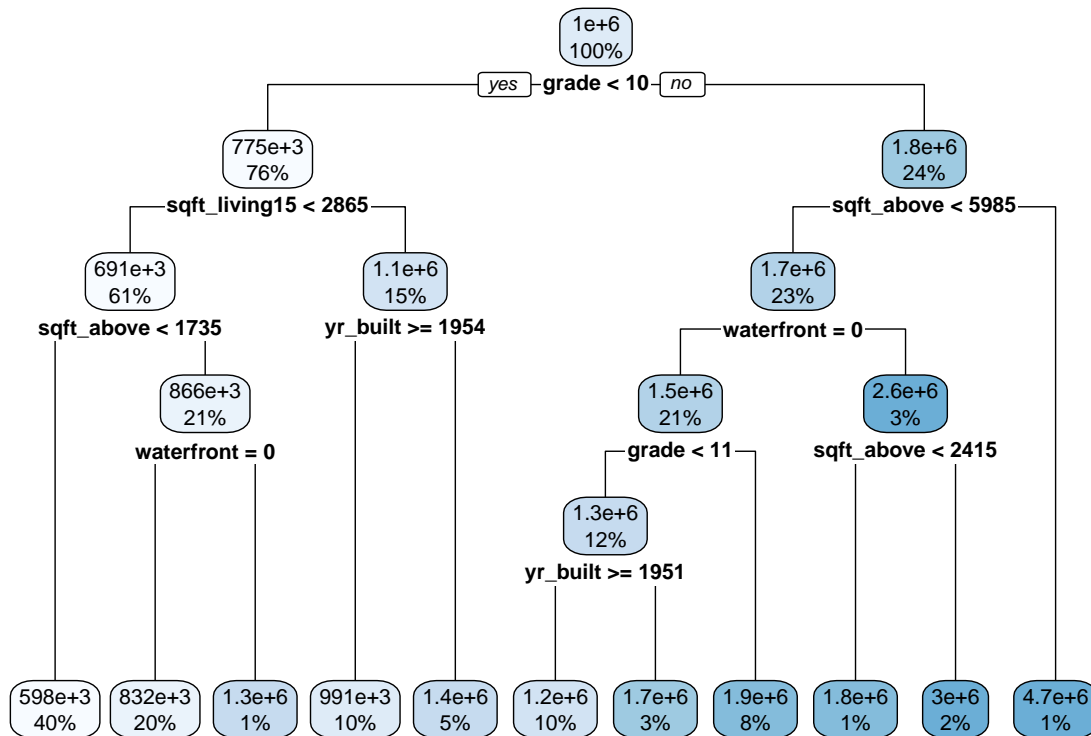 1e+6
100%
yes grade < 10 no
775e+3
76%
1.8e+6
24%
sqft_living15 < 2865
sqft_above < 5985
691e+3
61%
1.1e+6
15%
1.7e+6
23%
sqft_above < 1735
yr_built >= 1954
waterfront = 0
866e+3
21%
1.5e+6
21%
2.6e+6
3%
waterfront = 0
grade < 11
sqft_above < 2415
1.3e+6
12%
yr_built >= 1951
598e+3
40%
832e+3
20%
1.3e+6
1%
991e+3
10%
1.4e+6
5%
1.2e+6
10%
1.7e+6
3%
1.9e+6
8%
1.8e+6
1%
3e+6
2%
4.7e+6
1%